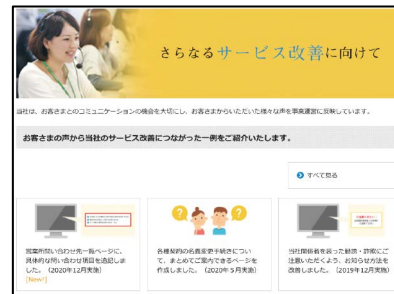 さらなるサービス改善に向けて
当社は、お客さまとのコミュニケーションの機会を大切にし、お客さまからいただいた様々な声を事業運営に反映しています。
お客さまの声から当社のサービス改善につながった一例をご紹介いたします。
すべて見る
営業所問い合わせ先一覧ページに、
具体的な問い合わせ項目を追記しま
した。（2020年12月実施）
[New!]
各種契約の名義変更手続きについ
て、まとめてご案内できるページを
作成しました。（2020年5月実施）
当社関係者を装った勧誘・詐欺にご
注意いただくよう、お知らせ方法を
改善しました。（2019年12月実施）